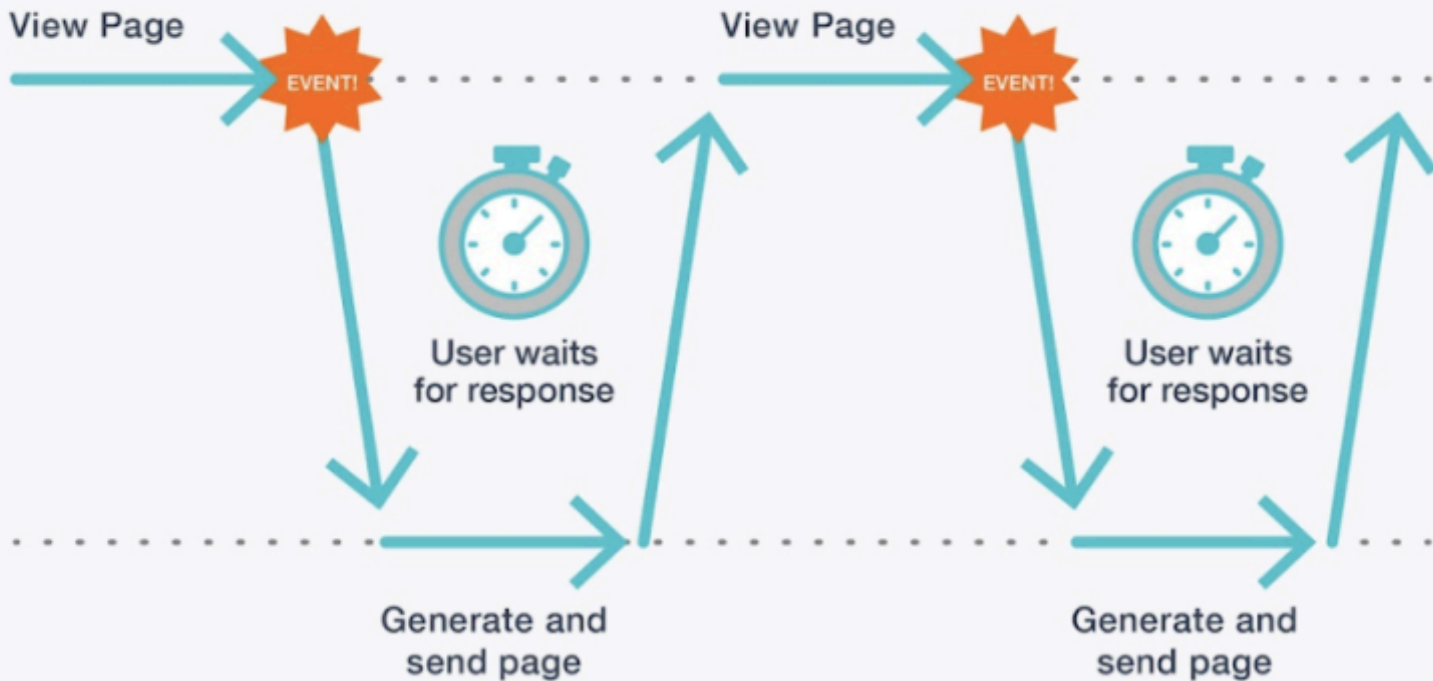 View Page
View Page
EVENT!
EVENT!
User waits
for response
User waits
for response
Generate and
send page
Generate and
send page